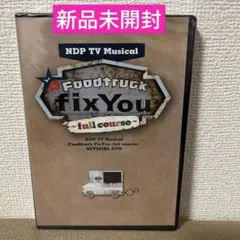 新品未開封
NDP TV Musical
FoodTruck
fixYou
~full course~
NDP TV Musical
-Foodtruck FixYou-full course-
OFFICIAL DVD